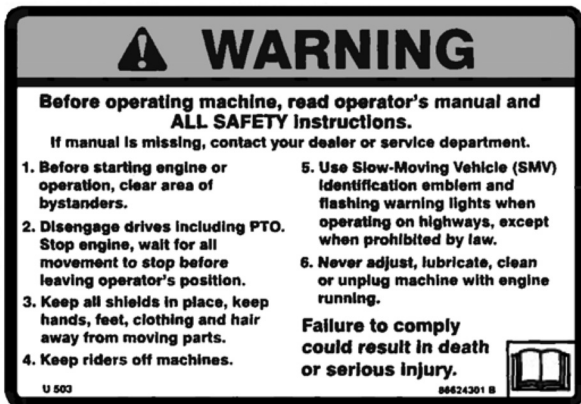 WARNING
Before operating machine, read operator's manual and
ALL SAFETY instructions.
If manual is missing, contact your dealer or service department.
1. Before starting engine or
operation, clear area of
bystanders.
2. Disengage drives including PTO.
Stop engine, wait for all
movement to stop before
leaving operator's position.
3. Keep all shields in place, keep
hands, feet, clothing and hair
away from moving parts.
4. Keep riders off machines.
5. Use Slow-Moving Vehicle (SMV)
identification emblem and
flashing warning lights when
operating on highways, except
when prohibited by law.
6. Never adjust, lubricate, clean
or unplug machine with engine
running.
Failure to comply
could result in death
or serious injury.
U 503
86624301 B